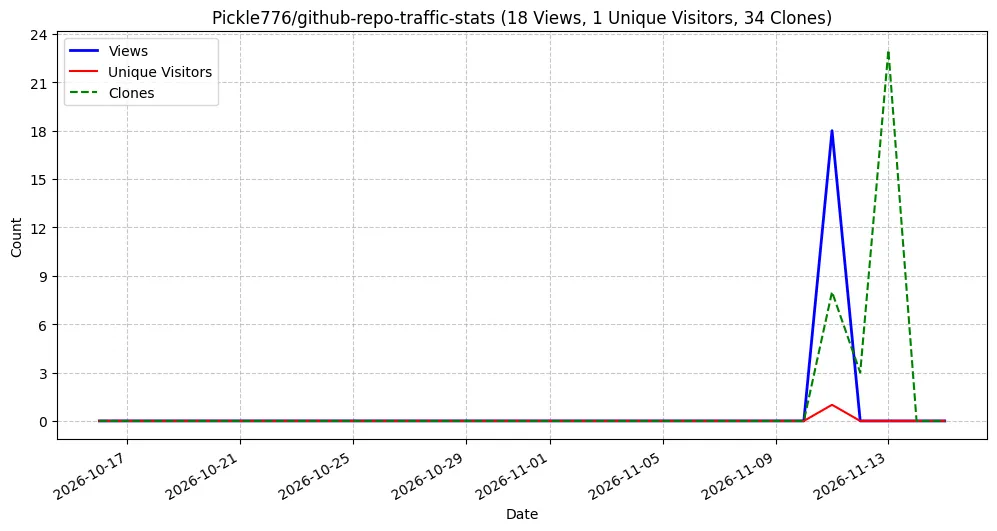 Pickle776/github-repo-traffic-stats (18 Views, 1 Unique Visitors, 34 Clones)
Views
Unique Visitors
Clones
24
21
18
15
12
9
6
3
0
Count
2026-10-17
2026-10-21
2026-10-25
2026-10-29
2026-11-01
2026-11-05
2026-11-09
2026-11-13
Date